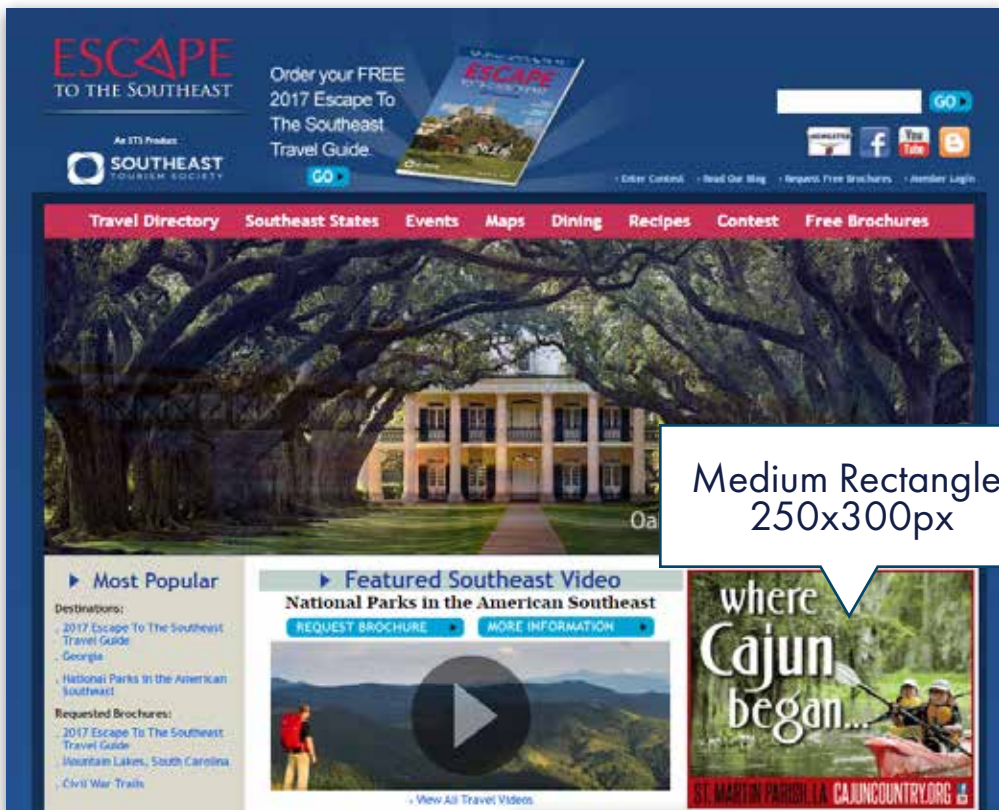 ESCAPE
TO THE SOUTHEAST
An STS Product
SOUTHEAST
TOURISM SOCIETY
Order your FREE
2017 Escape To
The Southeast
Travel Guide.
GO
ESCAPE
GO
NEWSLETTER
You
Tube
Enter Contest
Read Our Blog
Request Free Brochures
Member Login
Travel Directory Southeast States Events Maps Dining Recipes Contest Free Brochures
Oa
Medium Rectangle
250x300px
Most Popular
Destinations:
2017 Escape To The Southeast
Travel Guide
Georgia
National Parks in the American
Southeast
Requested Brochures:
2017 Escape To The Southeast
Travel Guide
Mountain Lakes, South Carolina
Civil War Trails
Featured Southeast Video
National Parks in the American Southeast
REQUEST BROCHURE
MORE INFORMATION
View All Travel Videos
where
Cajun
began...
ST. MARTIN PARISH, LA CAJUNCOUNTRY.ORG